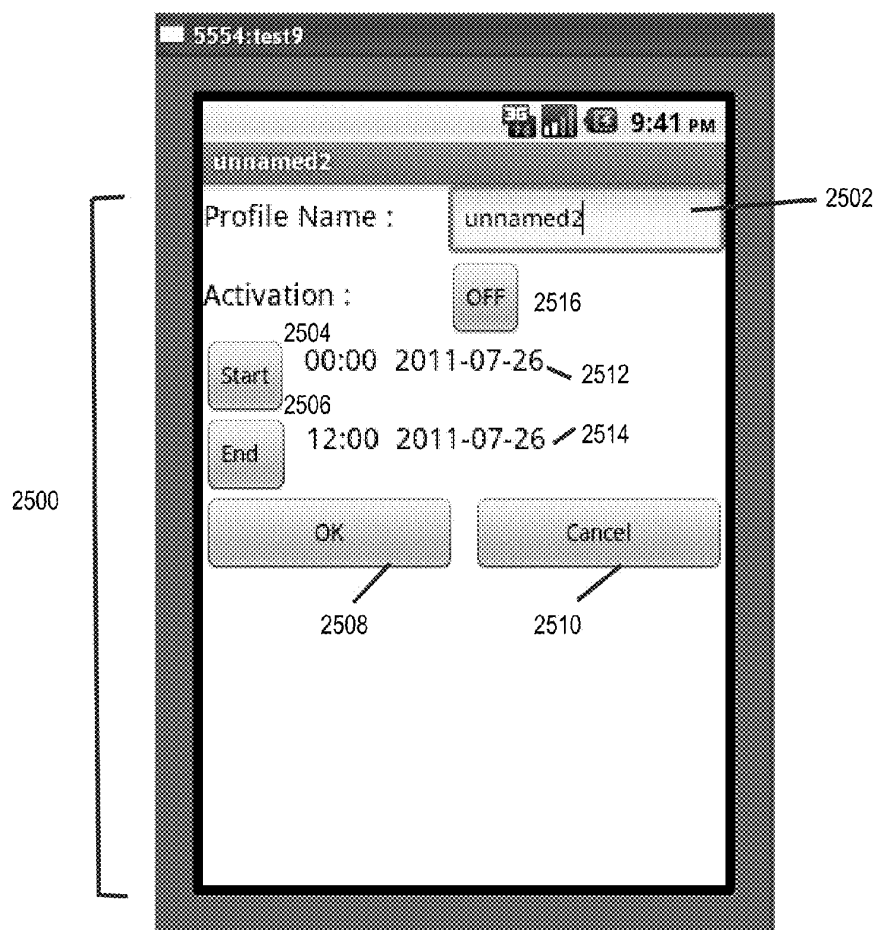 5554:test9
3G 9:41 PM
unnamed2
Profile Name : unnamed2 2502
Activation : OFF 2516
2504
Start 00:00 2011-07-26 2512
2506
End 12:00 2011-07-26 2514
2500
OK Cancel
2508 2510